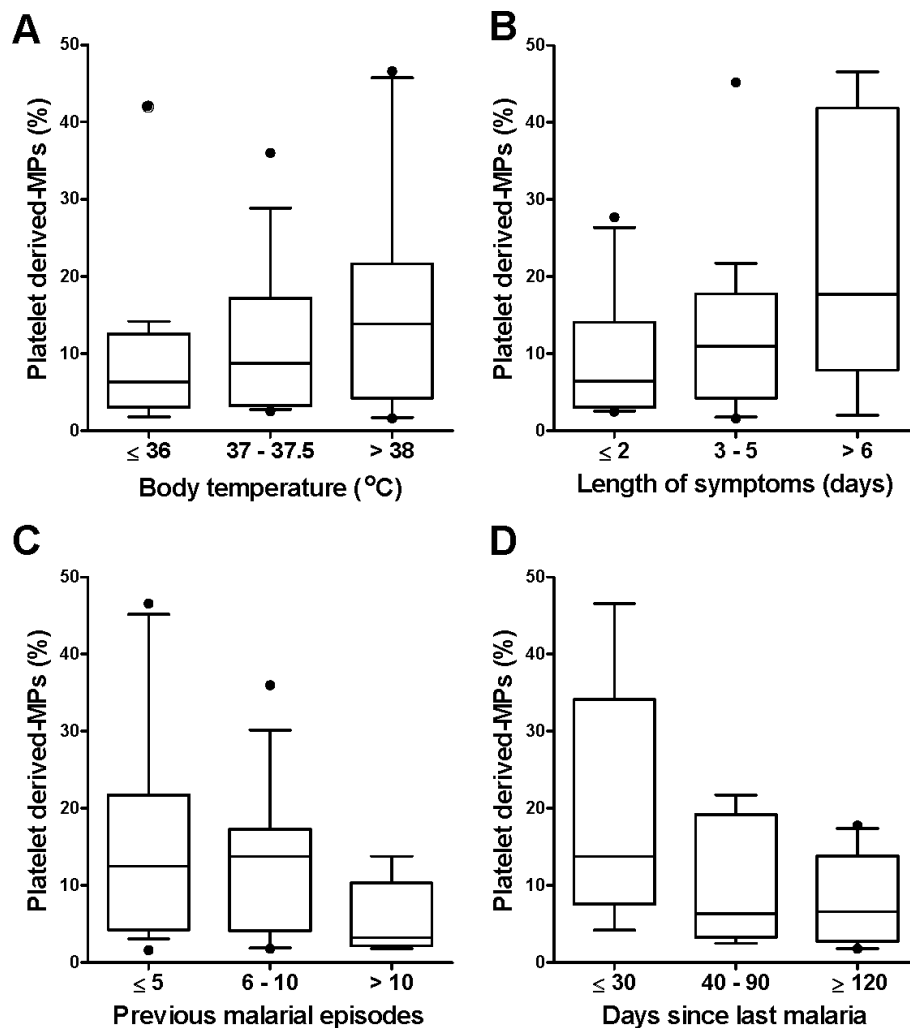 A
50
40
30
20
10
0
Platelet derived-MPs (%)
≤ 36 37 - 37.5 > 38
Body temperature (°C)
B
50
40
30
20
10
0
Platelet derived-MPs (%)
≤ 2 3 - 5 > 6
Length of symptoms (days)
C
50
40
30
20
10
0
Platelet derived-MPs (%)
≤ 5 6 - 10 > 10
Previous malarial episodes
D
50
40
30
20
10
0
Platelet derived-MPs (%)
≤ 30 40 - 90 ≥ 120
Days since last malaria